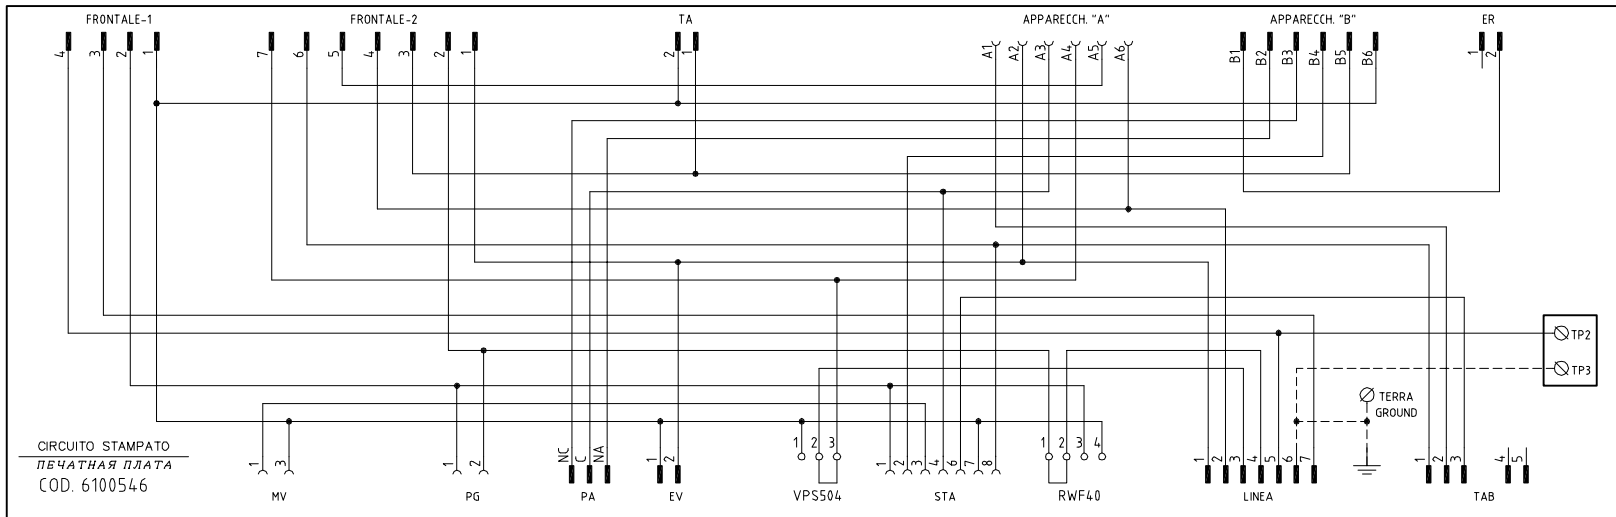 FRONTALE-1 FRONTALE-2 TA APPARECCH. "A" APPARECCH. "B" ER
4 3 2 1 7 6 5 4 3 2 1 2 1 A1 A2 A3 A4 A5 A6 B1 B2 B3 B4 B5 B6 1 2
TP2
TP3
TERRA
GROUND
CIRCUITO STAMPATO
ПЕЧАТНАЯ ПЛАТА
COD. 6100546
1 3 1 2 NC C NA 1 2 1 2 3 1 2 3 4 6 7 8 1 2 3 4 1 2 3 4 5 6 7 1 2 3 4 5
MV PG PA EV VPS504 STA RWF40 LINEA TAB